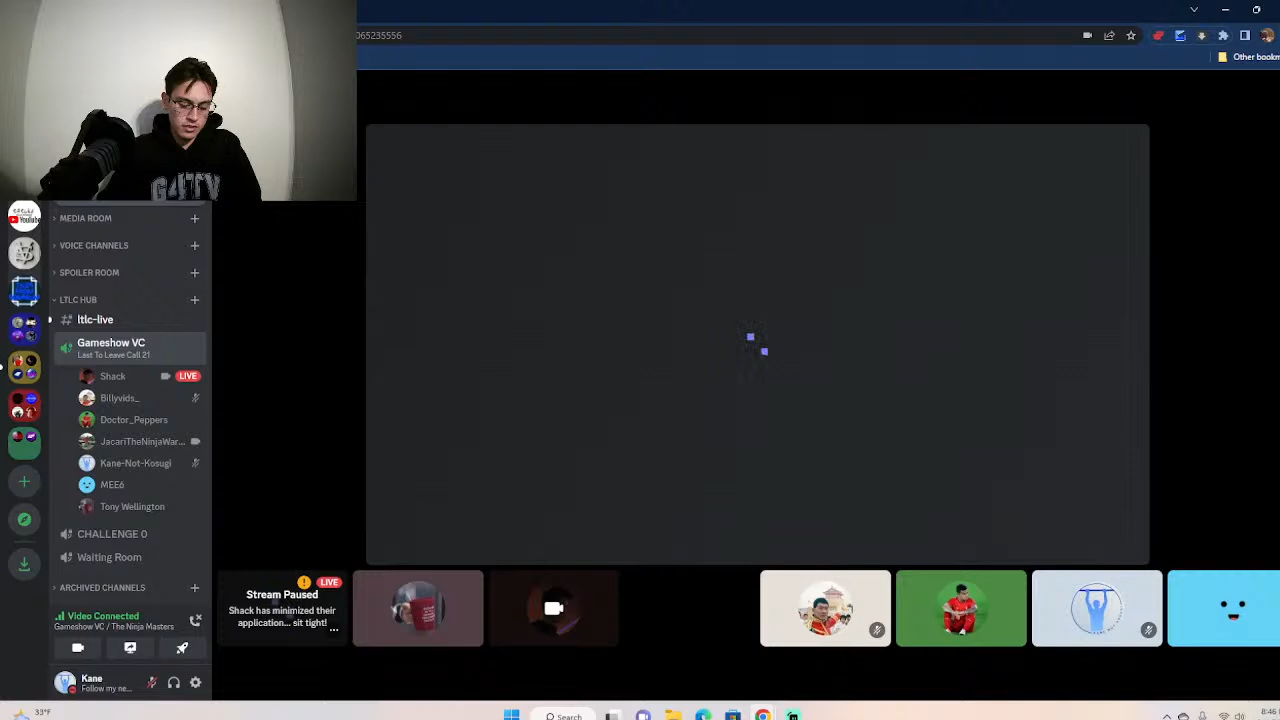 065235556
Other bookm
G4TV
YouTube
MEDIA ROOM
VOICE CHANNELS
SPOILER ROOM
LTLC HUB
ltlc-live
Gameshow VC
Last To Leave Call 21
Shack
LIVE
Billyvids_
Doctor_Peppers
JacariTheNinjaWar...
Kane-Not-Kosugi
MEE6
Tony Wellington
CHALLENGE 0
Waiting Room
ARCHIVED CHANNELS
Video Connected
Gameshow VC / The Ninja Masters
Kane
Follow my ne...
LIVE
Stream Paused
Shack has minimized their
application... sit tight!
33°F
Search
8:46